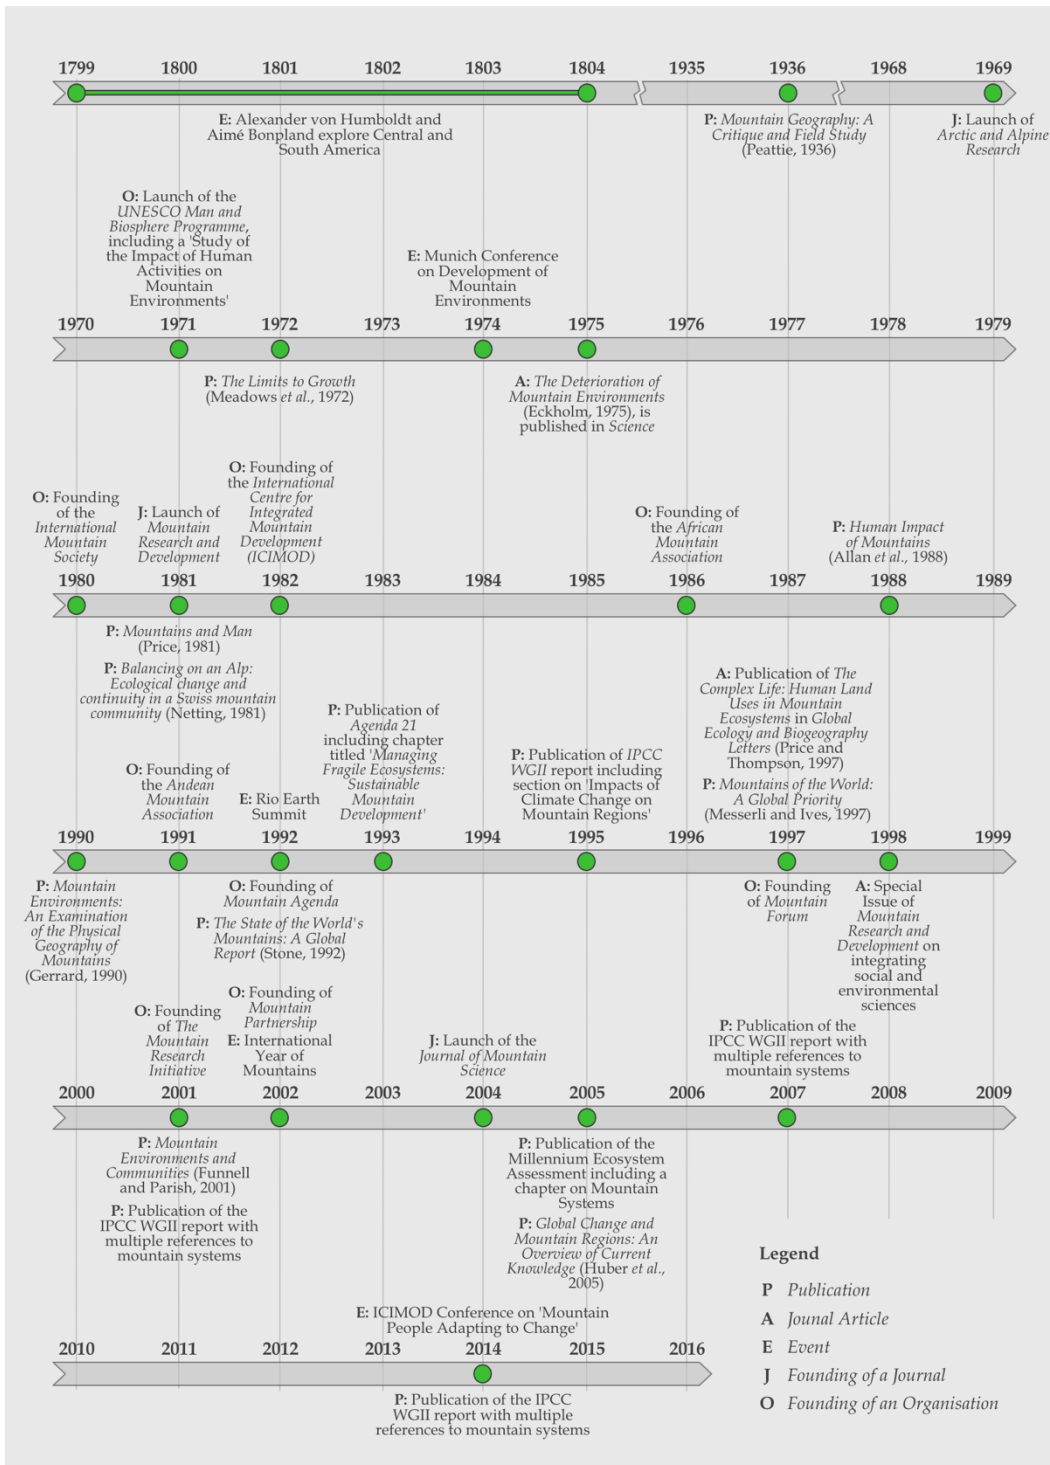 1799 1800 1801 1802 1803 1804 1935 1936 1968 1969
E: Alexander von Humboldt and
Aimé Bonpland explore Central and
South America
P: Mountain Geography: A
Critique and Field Study
(Peattie, 1936)
J: Launch of
Arctic and Alpine
Research
O: Launch of the
UNESCO Man and
Biosphere Programme,
including a 'Study of
the Impact of Human
Activities on
Mountain
Environments'
E: Munich Conference
on Development of
Mountain
Environments
1970 1971 1972 1973 1974 1975 1976 1977 1978 1979
P: The Limits to Growth
(Meadows et al., 1972)
A: The Deterioration of
Mountain Environments
(Eckholm, 1975), is
published in Science
O: Founding
of the
International
Mountain
Society
J: Launch of
Mountain
Research and
Development
O: Founding of
the International
Centre for
Integrated
Mountain
Development
(ICIMOD)
O: Founding of
the African
Mountain
Association
P: Human Impact
of Mountains
(Allan et al., 1988)
1980 1981 1982 1983 1984 1985 1986 1987 1988 1989
P: Mountains and Man
(Price, 1981)
P: Balancing on an Alp:
Ecological change and
continuity in a Swiss mountain
community (Netting, 1981)
O: Founding of
the Andean
Mountain
Association
E: Rio Earth
Summit
P: Publication of
Agenda 21
including chapter
titled 'Managing
Fragile Ecosystems:
Sustainable
Mountain
Development'
P: Publication of IPCC
WGII report including
section on 'Impacts of
Climate Change on
Mountain Regions'
A: Publication of The
Complex Life: Human Land
Uses in Mountain
Ecosystems in Global
Ecology and Biogeography
Letters (Price and
Thompson, 1997)
P: Mountains of the World:
A Global Priority
(Messerli and Ives, 1997)
1990 1991 1992 1993 1994 1995 1996 1997 1998 1999
P: Mountain
Environments:
An Examination
of the Physical
Geography of
Mountains
(Gerrard, 1990)
O: Founding of
Mountain Agenda
P: The State of the World's
Mountains: A Global
Report (Stone, 1992)
O: Founding
of Mountain
Forum
A: Special
Issue of
Mountain
Research and
Development on
integrating
social and
environmental
sciences
O: Founding
of The
Mountain
Research
Initiative
O: Founding of
Mountain
Partnership
E: International
Year of
Mountains
J: Launch of the
Journal of Mountain
Science
P: Publication of the
IPCC WGII report with
multiple references to
mountain systems
2000 2001 2002 2003 2004 2005 2006 2007 2008 2009
P: Mountain
Environments and
Communities (Funnell
and Parish, 2001)
P: Publication of the
IPCC WGII report with
multiple references to
mountain systems
P: Publication of the
Millennium Ecosystem
Assessment including a
chapter on Mountain
Systems
P: Global Change and
Mountain Regions: An
Overview of Current
Knowledge (Huber et al.,
2005)
E: ICIMOD Conference on 'Mountain
People Adapting to Change'
2010 2011 2012 2013 2014 2015 2016
P: Publication of the IPCC
WGII report with multiple
references to mountain systems
Legend
P Publication
A Jounal Article
E Event
J Founding of a Journal
O Founding of an Organisation